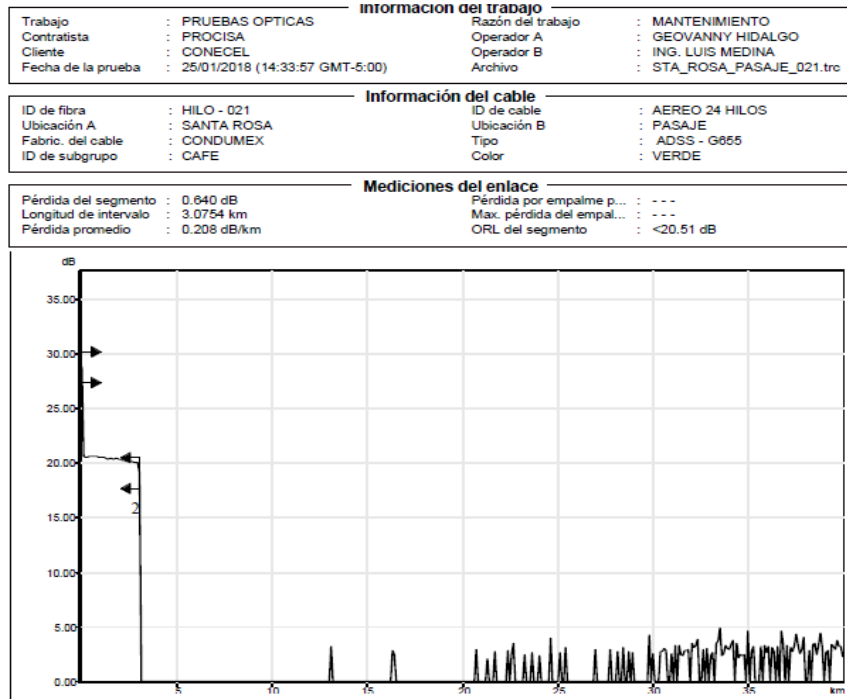 Información del trabajo
Trabajo : PRUEBAS OPTICAS Razón del trabajo : MANTENIMIENTO
Contratista : PROCISA Operador A : GEOVANNY HIDALGO
Cliente : CONECEL Operador B : ING. LUIS MEDINA
Fecha de la prueba : 25/01/2018 (14:33:57 GMT-5:00) Archivo : STA_ROSA_PASAJE_021.trc
Información del cable
ID de fibra : HILO - 021 ID de cable : AEREO 24 HILOS
Ubicación A : SANTA ROSA Ubicación B : PASAJE
Fabric. del cable : CONDUMEX Tipo : ADSS - G655
ID de subgrupo : CAFE Color : VERDE
Mediciones del enlace
Pérdida del segmento : 0.640 dB Pérdida por empalme p... : - - -
Longitud de intervalo : 3.0754 km Max. pérdida del empal... : - - -
Pérdida promedio : 0.208 dB/km ORL del segmento : <20.51 dB
dB
35.00
30.00
25.00
20.00
2
15.00
10.00
5.00
0.00
5 10 15 20 25 30 35 km